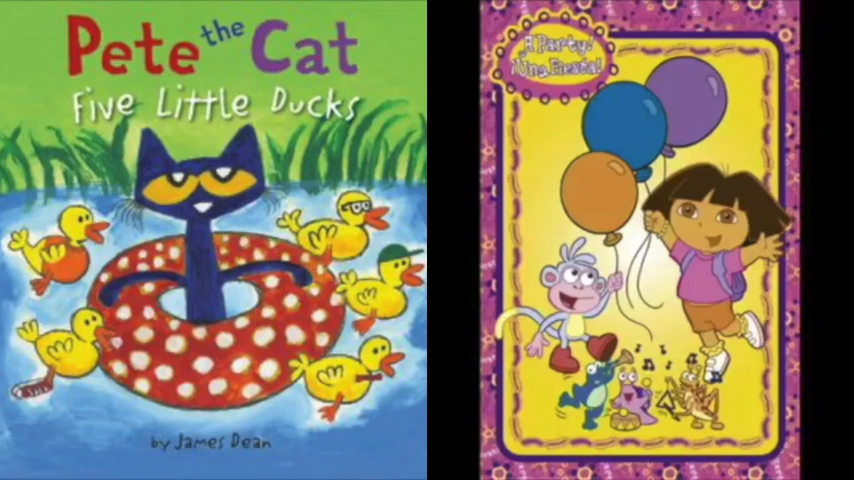 Pete the Cat
Five Little Ducks
by James Dean
A Party!
¡Una Fiesta!